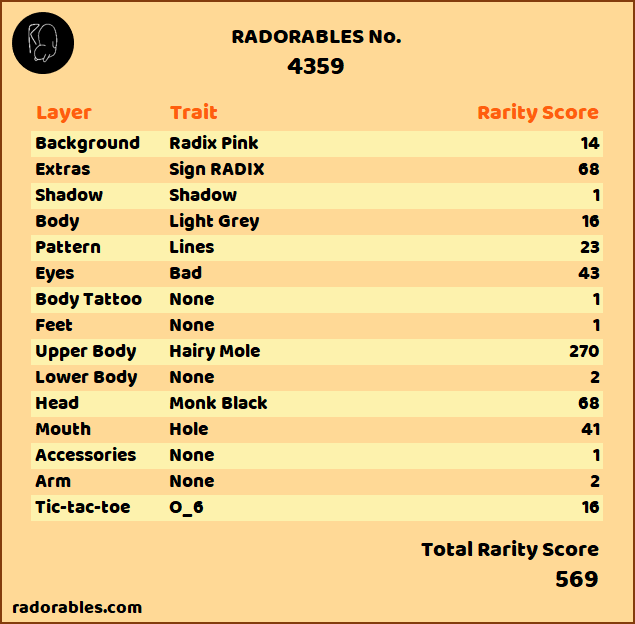 RADORABLES No.
4359
Layer Trait Rarity Score
Background Radix Pink 14
Extras Sign RADIX 68
Shadow Shadow 1
Body Light Grey 16
Pattern Lines 23
Eyes Bad 43
Body Tattoo None 1
Feet None 1
Upper Body Hairy Mole 270
Lower Body None 2
Head Monk Black 68
Mouth Hole 41
Accessories None 1
Arm None 2
Tic-tac-toe O_6 16
Total Rarity Score
569
radorables.com